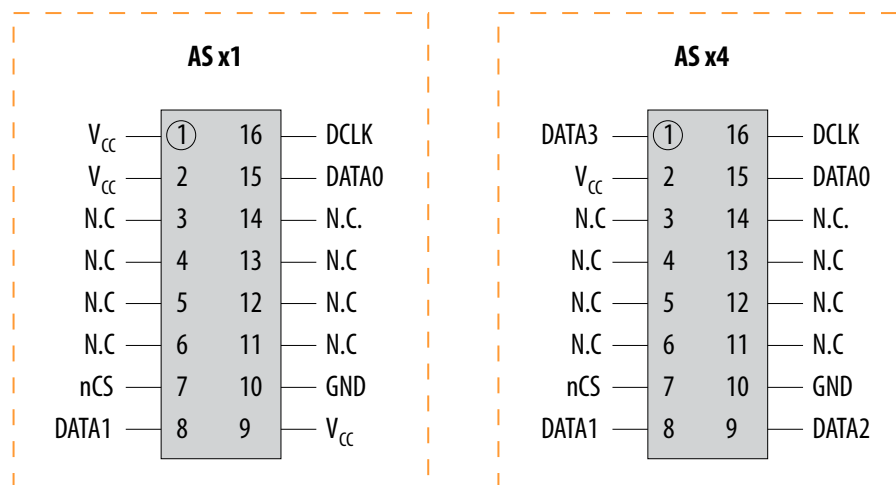 AS x1
V_CC 1 16 DCLK
V_CC 2 15 DATA0
N.C 3 14 N.C.
N.C 4 13 N.C
N.C 5 12 N.C
N.C 6 11 N.C
nCS 7 10 GND
DATA1 8 9 V_CC
AS x4
DATA3 1 16 DCLK
V_CC 2 15 DATA0
N.C 3 14 N.C.
N.C 4 13 N.C
N.C 5 12 N.C
N.C 6 11 N.C
nCS 7 10 GND
DATA1 8 9 DATA2